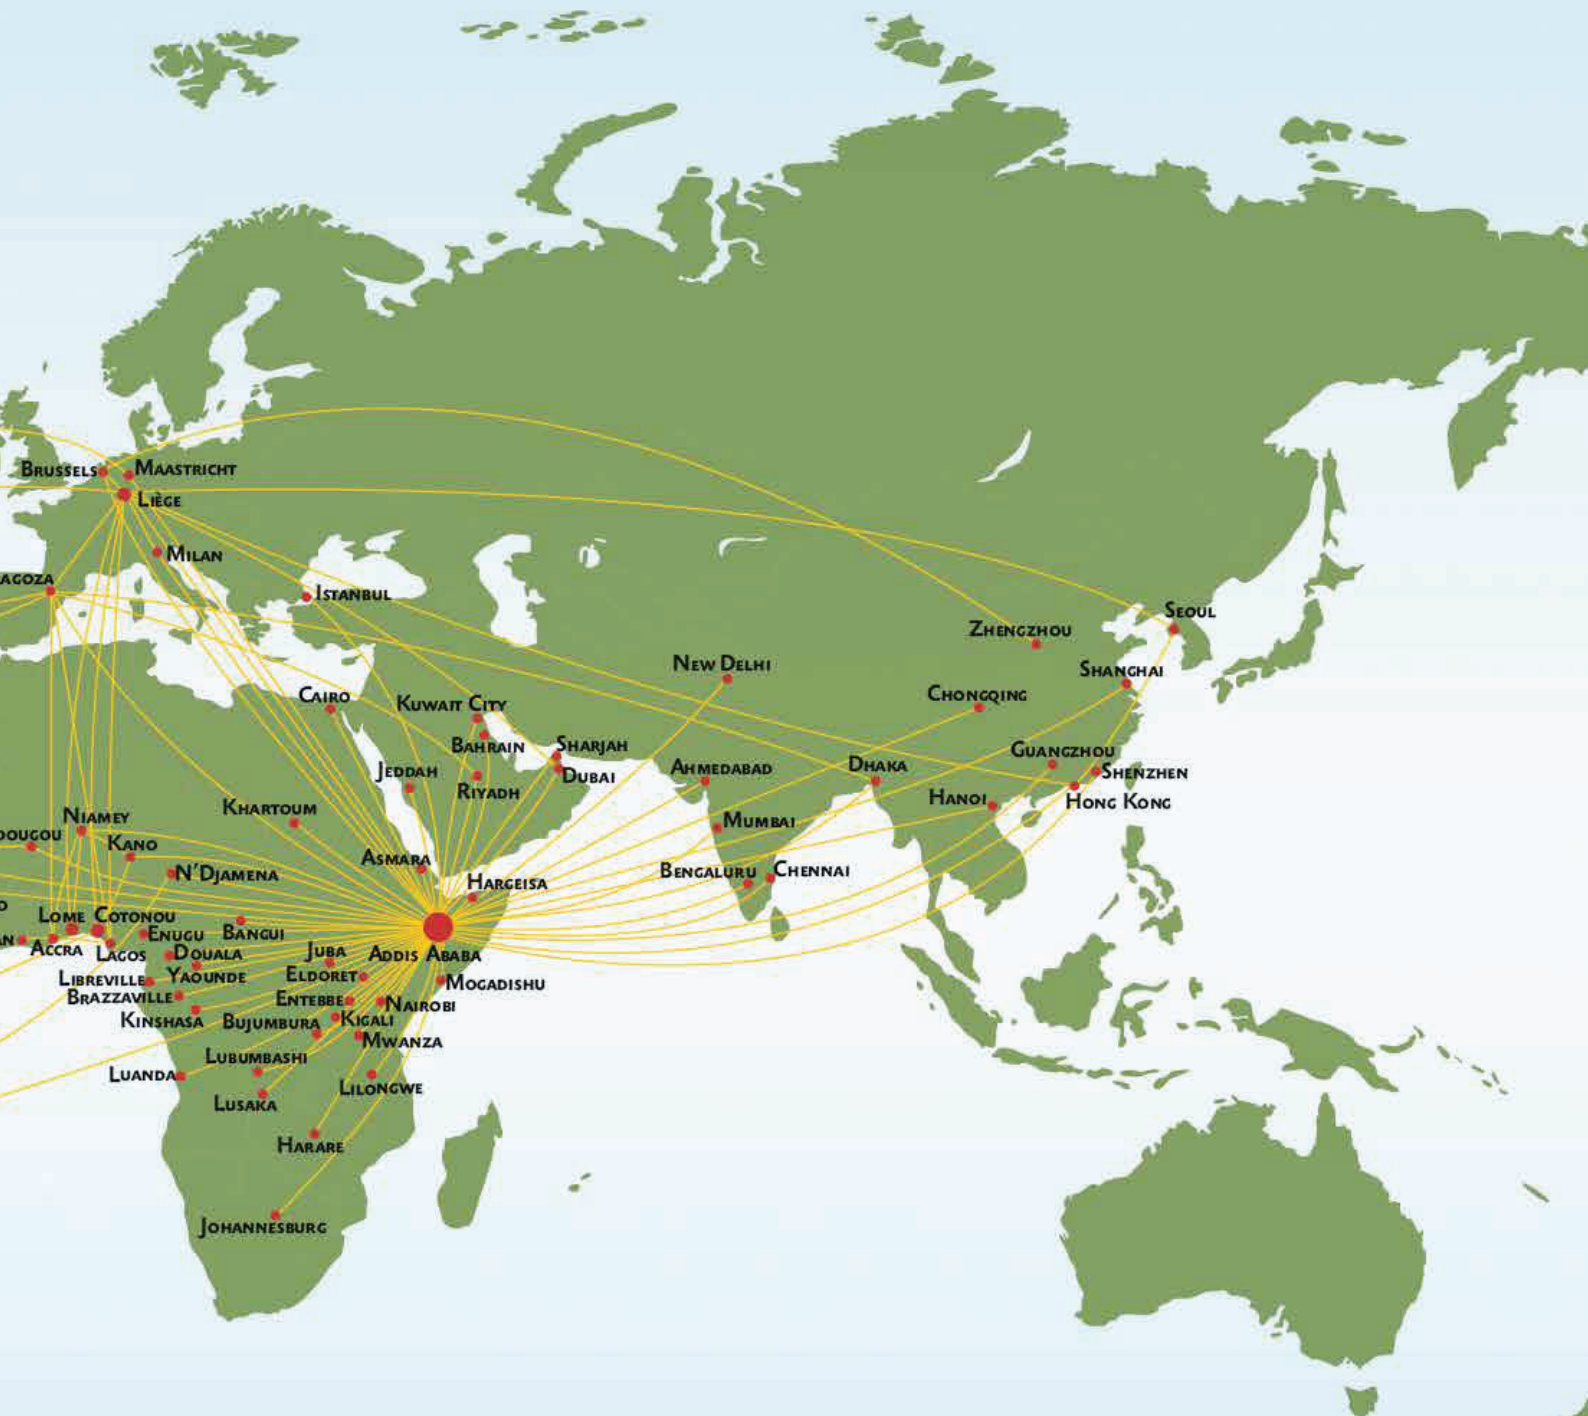 Brussels
Maastricht
Liège
Milan
agoza
Istanbul
Seoul
Zhengzhou
New Delhi
Shanghai
Cairo
Kuwait City
Chongqing
Bahrain
Sharjah
Guangzhou
Jeddah
Dubai
Ahmedabad
Dhaka
Shenzhen
Riyadh
Hanoi
Hong Kong
Khartoum
Niamey
Mumbai
dougou
Kano
Asmara
N'Djamena
Bengaluru
Chennai
Hargeisa
o
Lome
Cotonou
an
Enugu
Bangui
Accra
Lagos
Douala
Juba
Addis Ababa
Libreville
Yaounde
Eldoret
Mogadishu
Brazzaville
Entebbe
Nairobi
Kinshasa
Bujumbura
Kigali
Mwanza
Lubumbashi
Luanda
Lilongwe
Lusaka
Harare
Johannesburg